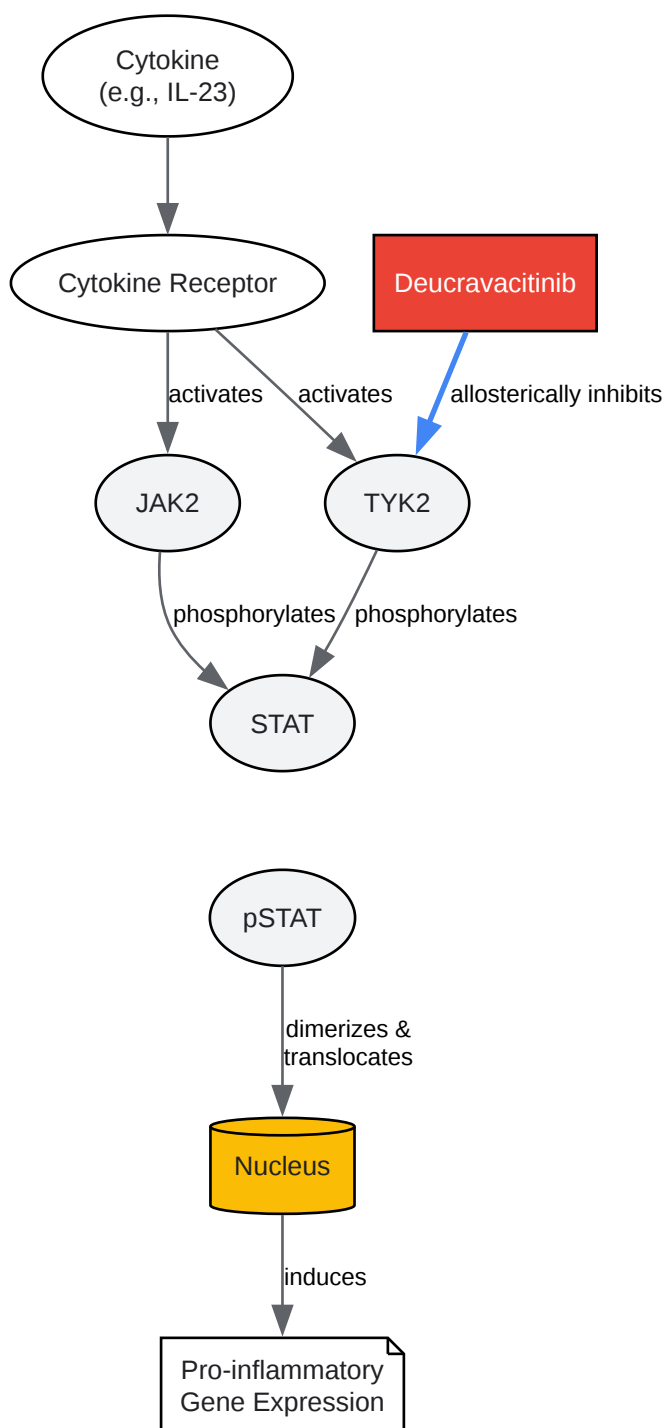 Cytokine
(e.g., IL-23)
Cytokine Receptor
Deucravacitinib
activates
activates
allosterically inhibits
JAK2
TYK2
phosphorylates
phosphorylates
STAT
pSTAT
dimerizes &
translocates
Nucleus
induces
Pro-inflammatory
Gene Expression